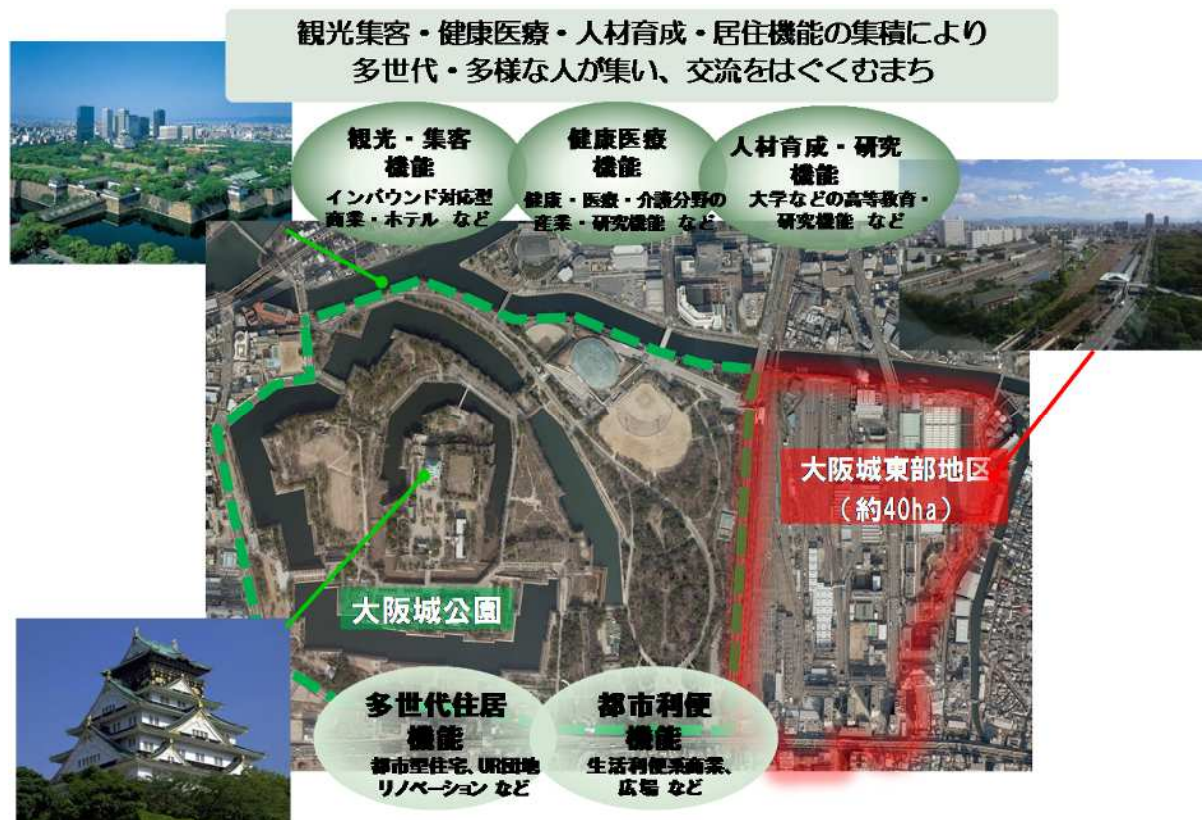 観光集客・健康医療・人材育成・居住機能の集積により
多世代・多様な人が集い、交流をはぐくむまち
観光・集客
機能
インバウンド対応型
商業・ホテル など
健康医療
機能
健康・医療・介護分野の
産業・研究機能 など
人材育成・研究
機能
大学などの高等教育・
研究機能 など
大阪城東部地区
(約40ha)
大阪城公園
多世代住居
機能
都市型住宅、UR団地
リノベーション など
都市利便
機能
生活利便系商業、
広場 など